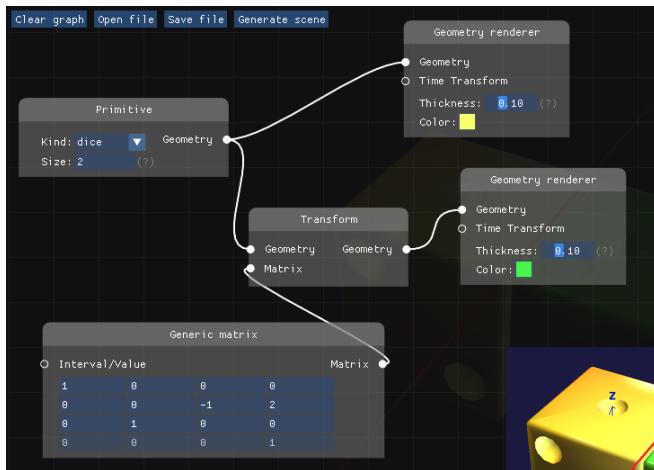 Clear graph Open file Save file Generate scene
Geometry renderer
Geometry
Time Transform
Thickness: 0.10 (?)
Color:
Primitive
Kind: dice Geometry
Size: 2 (?)
Geometry renderer
Geometry
Time Transform
Thickness: 0.10 (?)
Color:
Transform
Geometry Geometry
Matrix
Generic matrix
Interval/Value Matrix
1 0 0 0
0 0 -1 2
0 1 0 0
0 0 0 1
Z